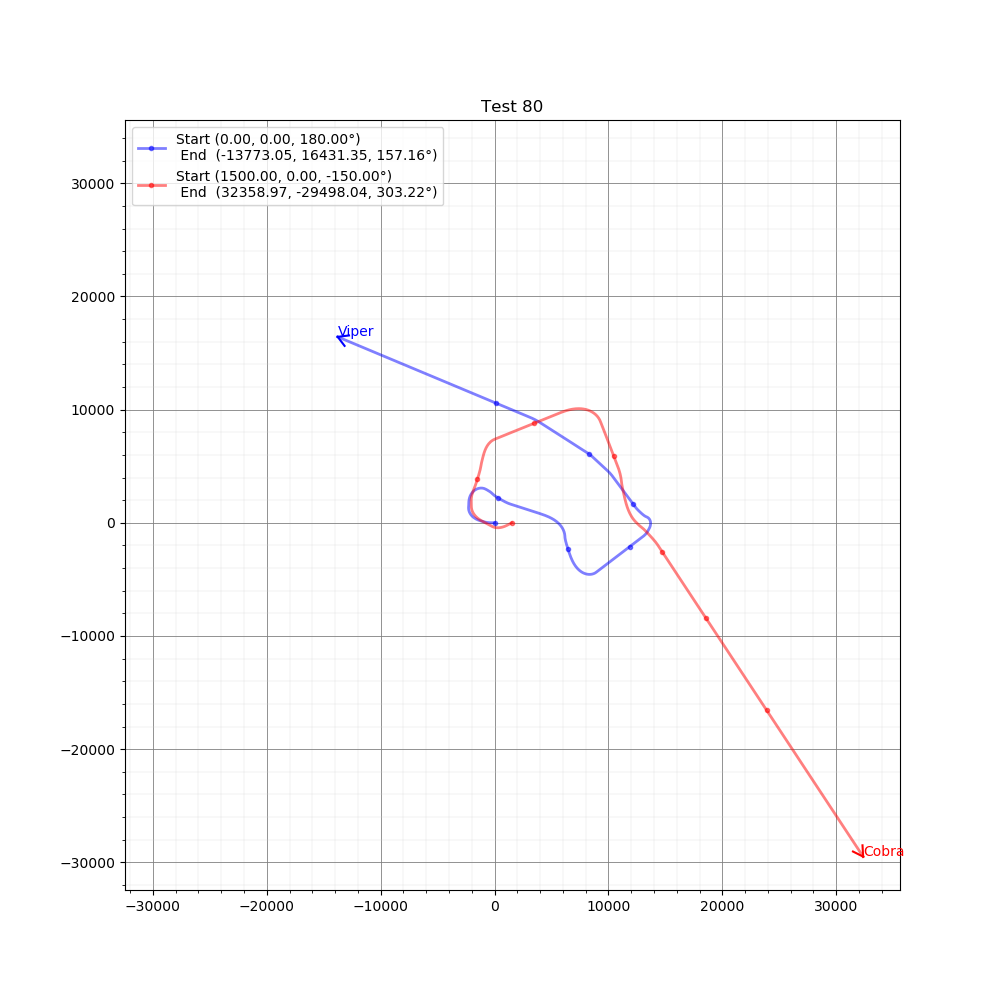 Test 80
Start (0.00, 0.00, 180.00°)
End  (-13773.05, 16431.35, 157.16°)
Start (1500.00, 0.00, -150.00°)
End  (32358.97, -29498.04, 303.22°)
30000
20000
10000
0
−10000
−20000
−30000
Viper
Cobra
−30000 −20000 −10000 0 10000 20000 30000